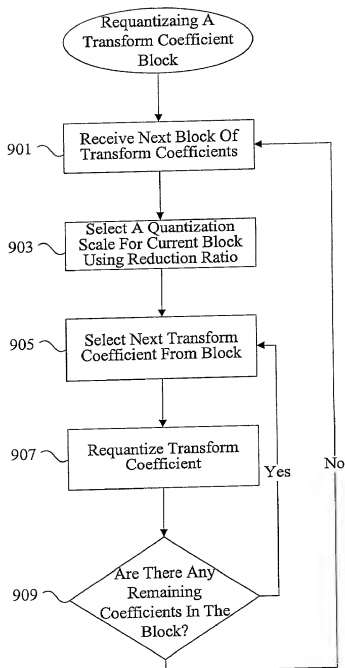 Requantizaing A
Transform Coefficient
Block
901
Receive Next Block Of
Transform Coefficients
903
Select A Quantization
Scale For Current Block
Using Reduction Ratio
905
Select Next Transform
Coefficient From Block
907
Requantize Transform
Coefficient
Yes
No
909
Are There Any
Remaining
Coefficients In The
Block?